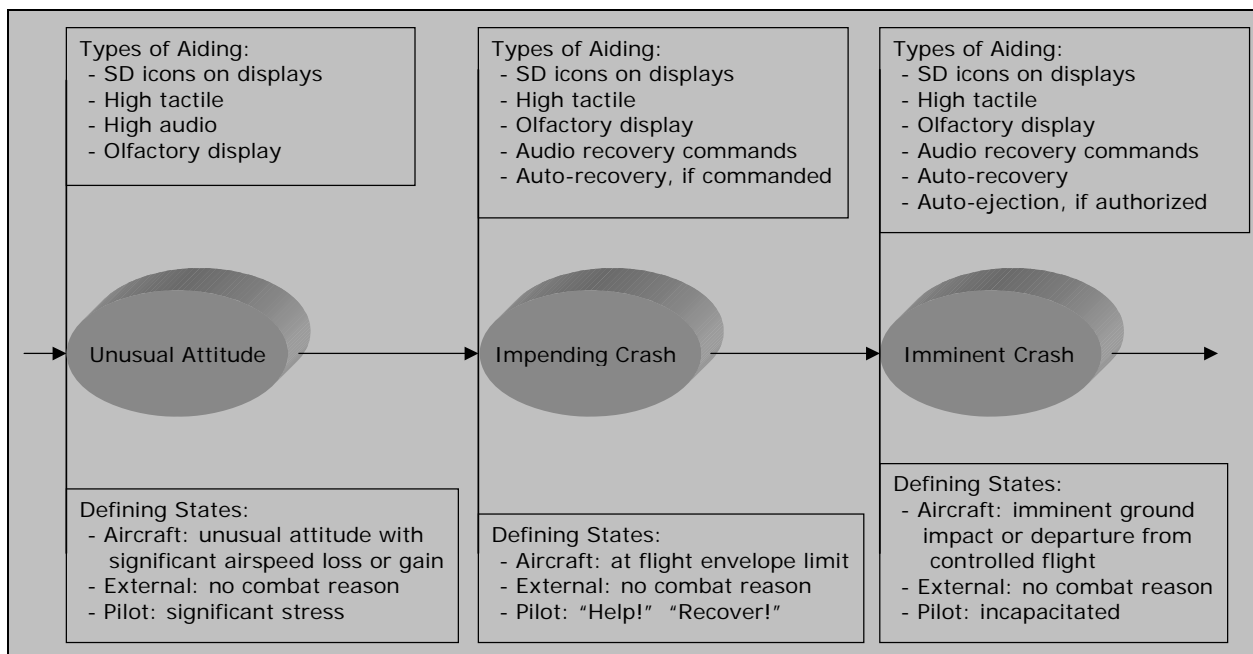 Types of Aiding:
- SD icons on displays
- High tactile
- High audio
- Olfactory display
Types of Aiding:
- SD icons on displays
- High tactile
- Olfactory display
- Audio recovery commands
- Auto-recovery, if commanded
Types of Aiding:
- SD icons on displays
- High tactile
- Olfactory display
- Audio recovery commands
- Auto-recovery
- Auto-ejection, if authorized
Unusual Attitude
Impending Crash
Imminent Crash
Defining States:
- Aircraft: unusual attitude with
significant airspeed loss or gain
- External: no combat reason
- Pilot: significant stress
Defining States:
- Aircraft: at flight envelope limit
- External: no combat reason
- Pilot: “Help!” “Recover!”
Defining States:
- Aircraft: imminent ground
impact or departure from
controlled flight
- External: no combat reason
- Pilot: incapacitated